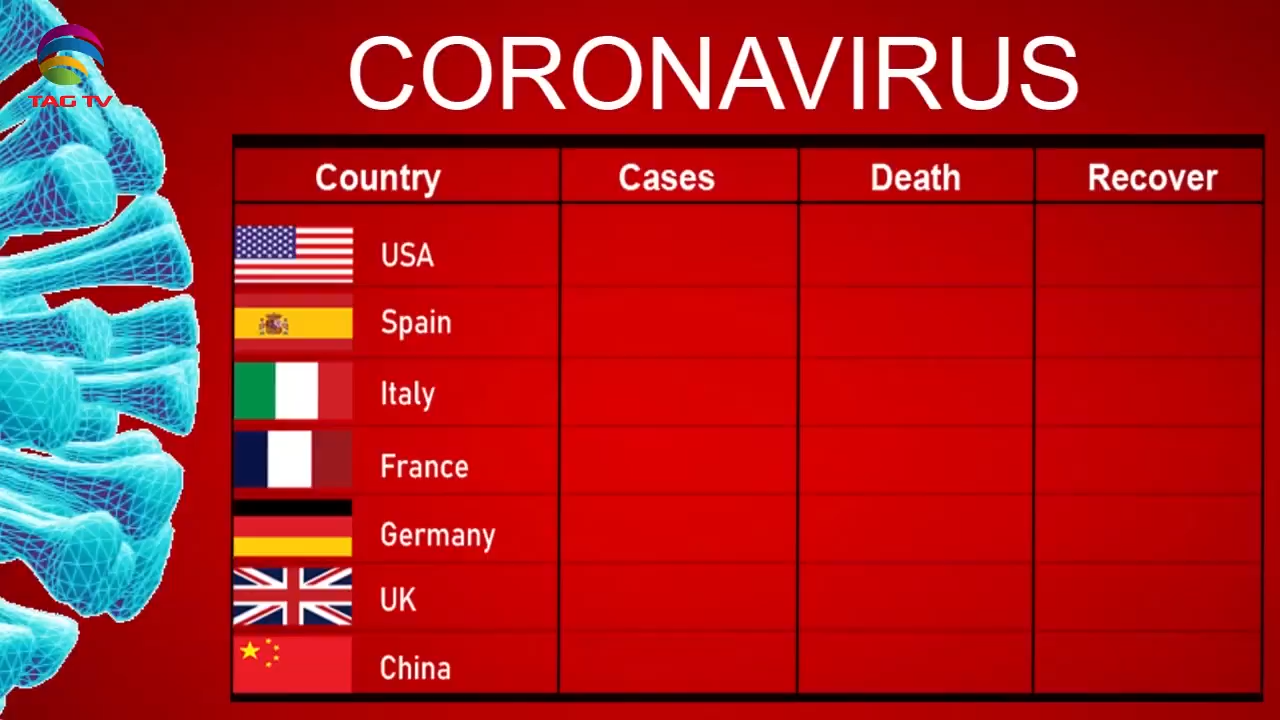 TAG TV
CORONAVIRUS
Country Cases Death Recover
USA
Spain
Italy
France
Germany
UK
China